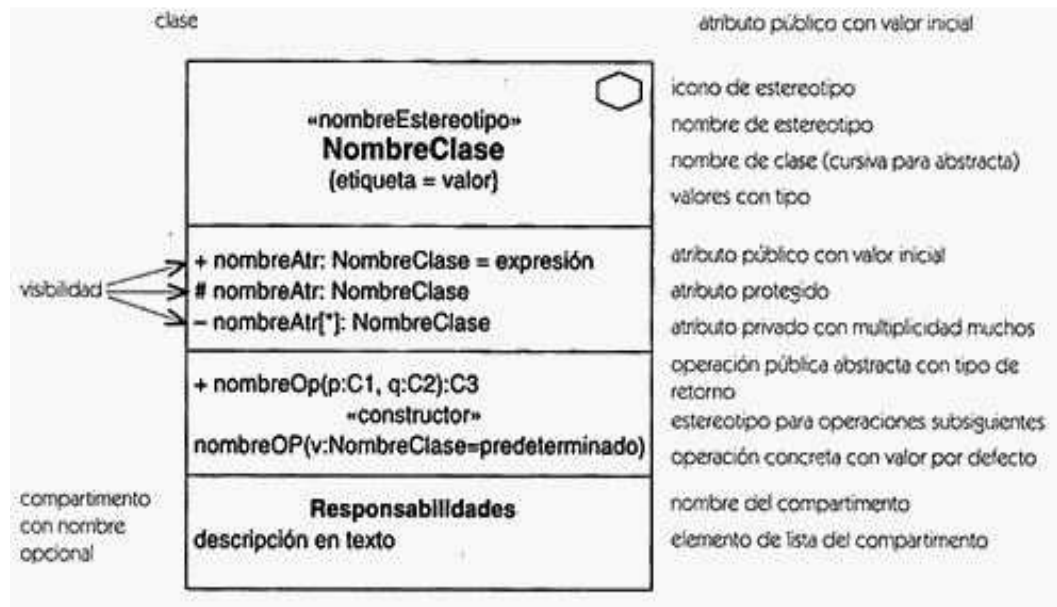 clase
atributo público con valor inicial
icono de estereotipo
«nombreEstereotipo»
nombre de estereotipo
NombreClase
nombre de clase (cursiva para abstracta)
{etiqueta = valor}
valores con tipo
visibilidad
+ nombreAtr: NombreClase = expresión
atributo público con valor inicial
# nombreAtr: NombreClase
atributo protegido
– nombreAtr[*]: NombreClase
atributo privado con multiplicidad muchos
+ nombreOp(p:C1, q:C2):C3
operación pública abstracta con tipo de
retorno
«constructor»
estereotipo para operaciones subsiguientes
nombreOP(v:NombreClase=predeterminado)
operación concreta con valor por defecto
compartimento
con nombre
opcional
Responsabilidades
nombre del compartimento
descripción en texto
elemento de lista del compartimento